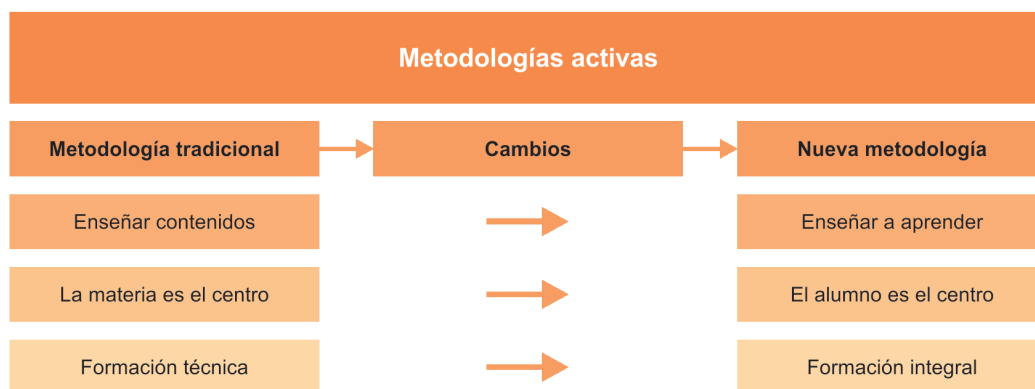 Metodologías activas
Metodología tradicional
Cambios
Nueva metodología
Enseñar contenidos
Enseñar a aprender
La materia es el centro
El alumno es el centro
Formación técnica
Formación integral